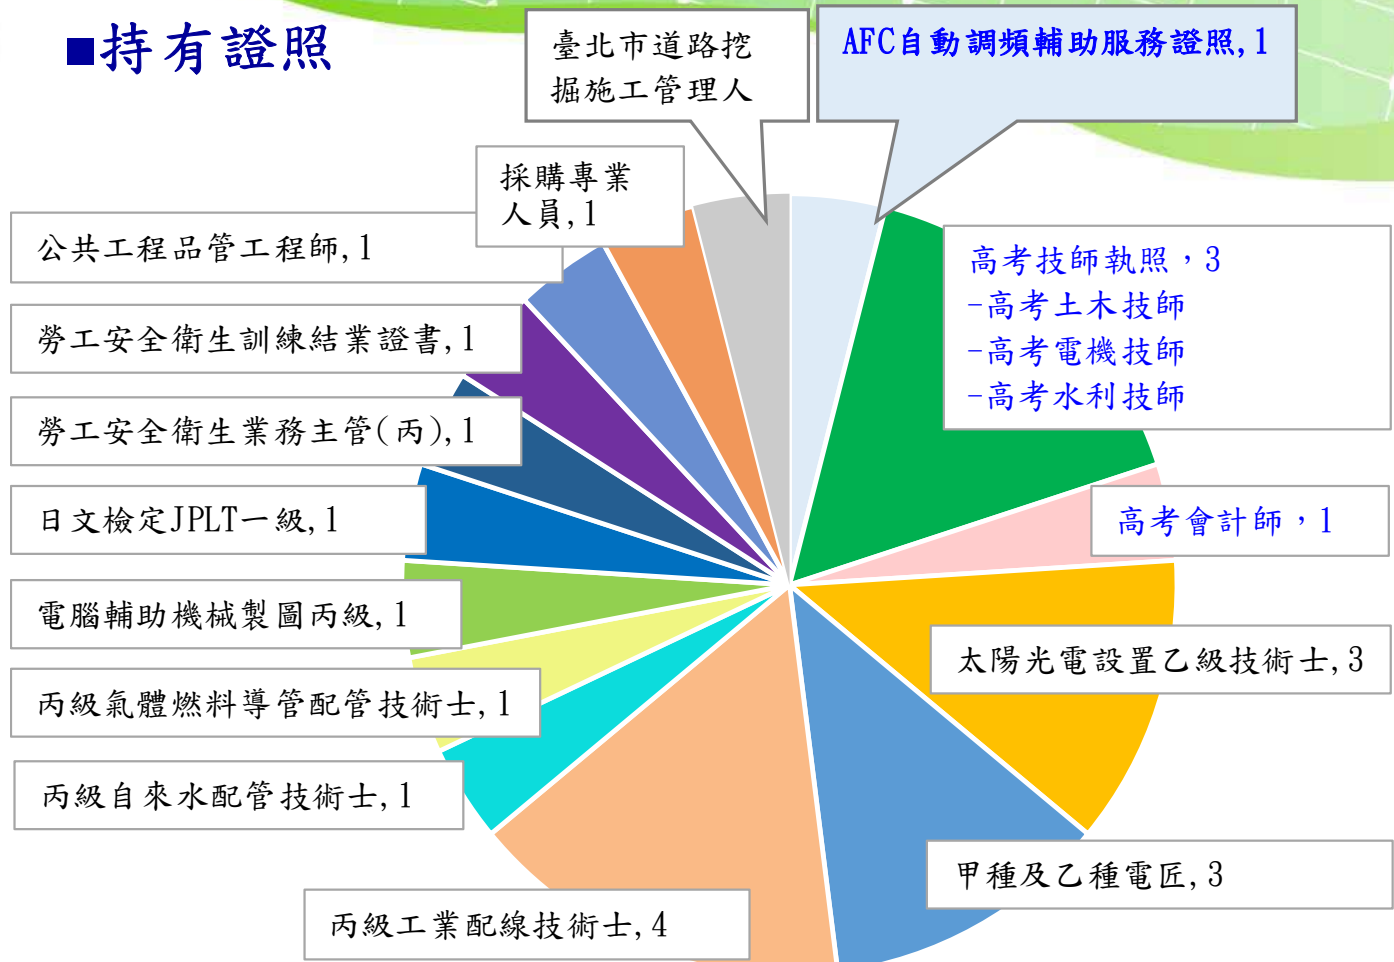 ■持有證照
臺北市道路挖
掘施工管理人
AFC自動調頻輔助服務證照,1
採購專業
人員,1
公共工程品管工程師,1
勞工安全衛生訓練結業證書,1
勞工安全衛生業務主管(丙),1
日文檢定JPLT一級,1
電腦輔助機械製圖丙級,1
丙級氣體燃料導管配管技術士,1
丙級自來水配管技術士,1
丙級工業配線技術士,4
高考技師執照，3
-高考土木技師
-高考電機技師
-高考水利技師
高考會計師，1
太陽光電設置乙級技術士,3
甲種及乙種電匠,3